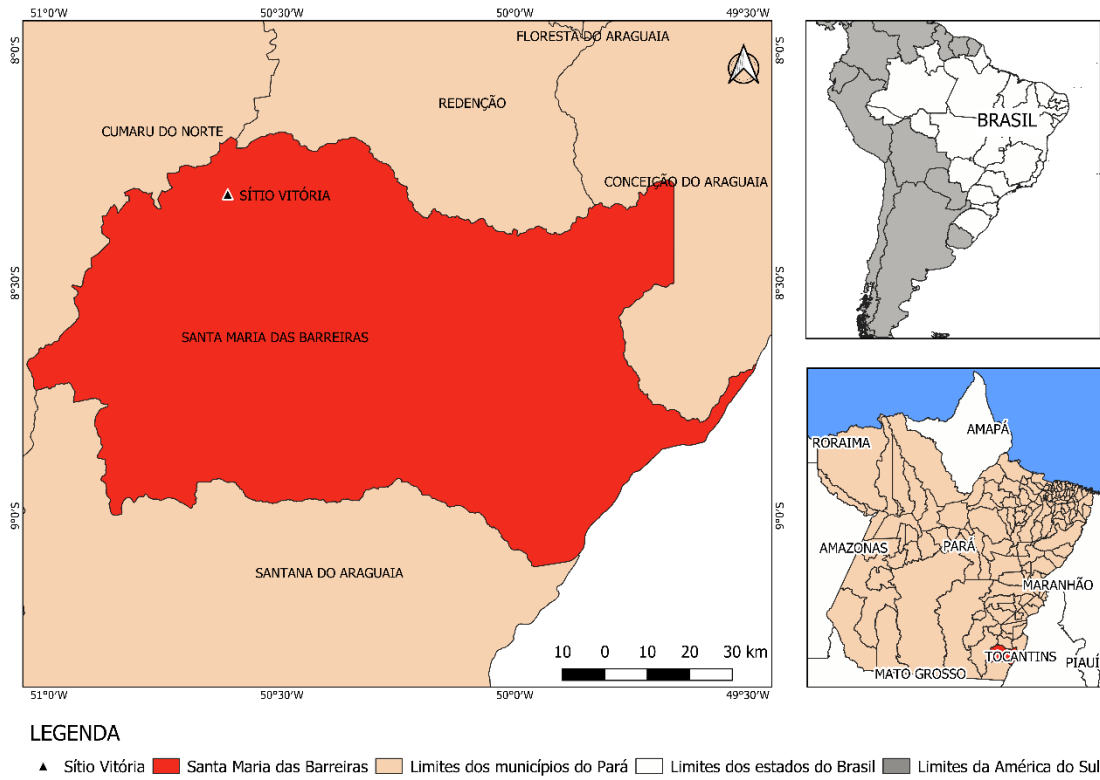 51°0'W 50°30'W 50°0'W 49°30'W
8°0'S
8°30'S
9°0'S
FLORESTA DO ARAGUAIA
REDENÇÃO
CUMARU DO NORTE
CONCEIÇÃO DO ARAGUAIA
SÍTIO VITÓRIA
SANTA MARIA DAS BARREIRAS
SANTANA DO ARAGUAIA
10 0 10 20 30 km
8°0'S
8°30'S
9°0'S
51°0'W 50°30'W 50°0'W 49°30'W
BRASIL
RORAIMA
AMAPÁ
AMAZONAS
PARÁ
MARANHÃO
TOCANTINS
PIAUÍ
MATO GROSSO
LEGENDA
Sítio Vitória Santa Maria das Barreiras Limites dos municípios do Pará Limites dos estados do Brasil Limites da América do Sul